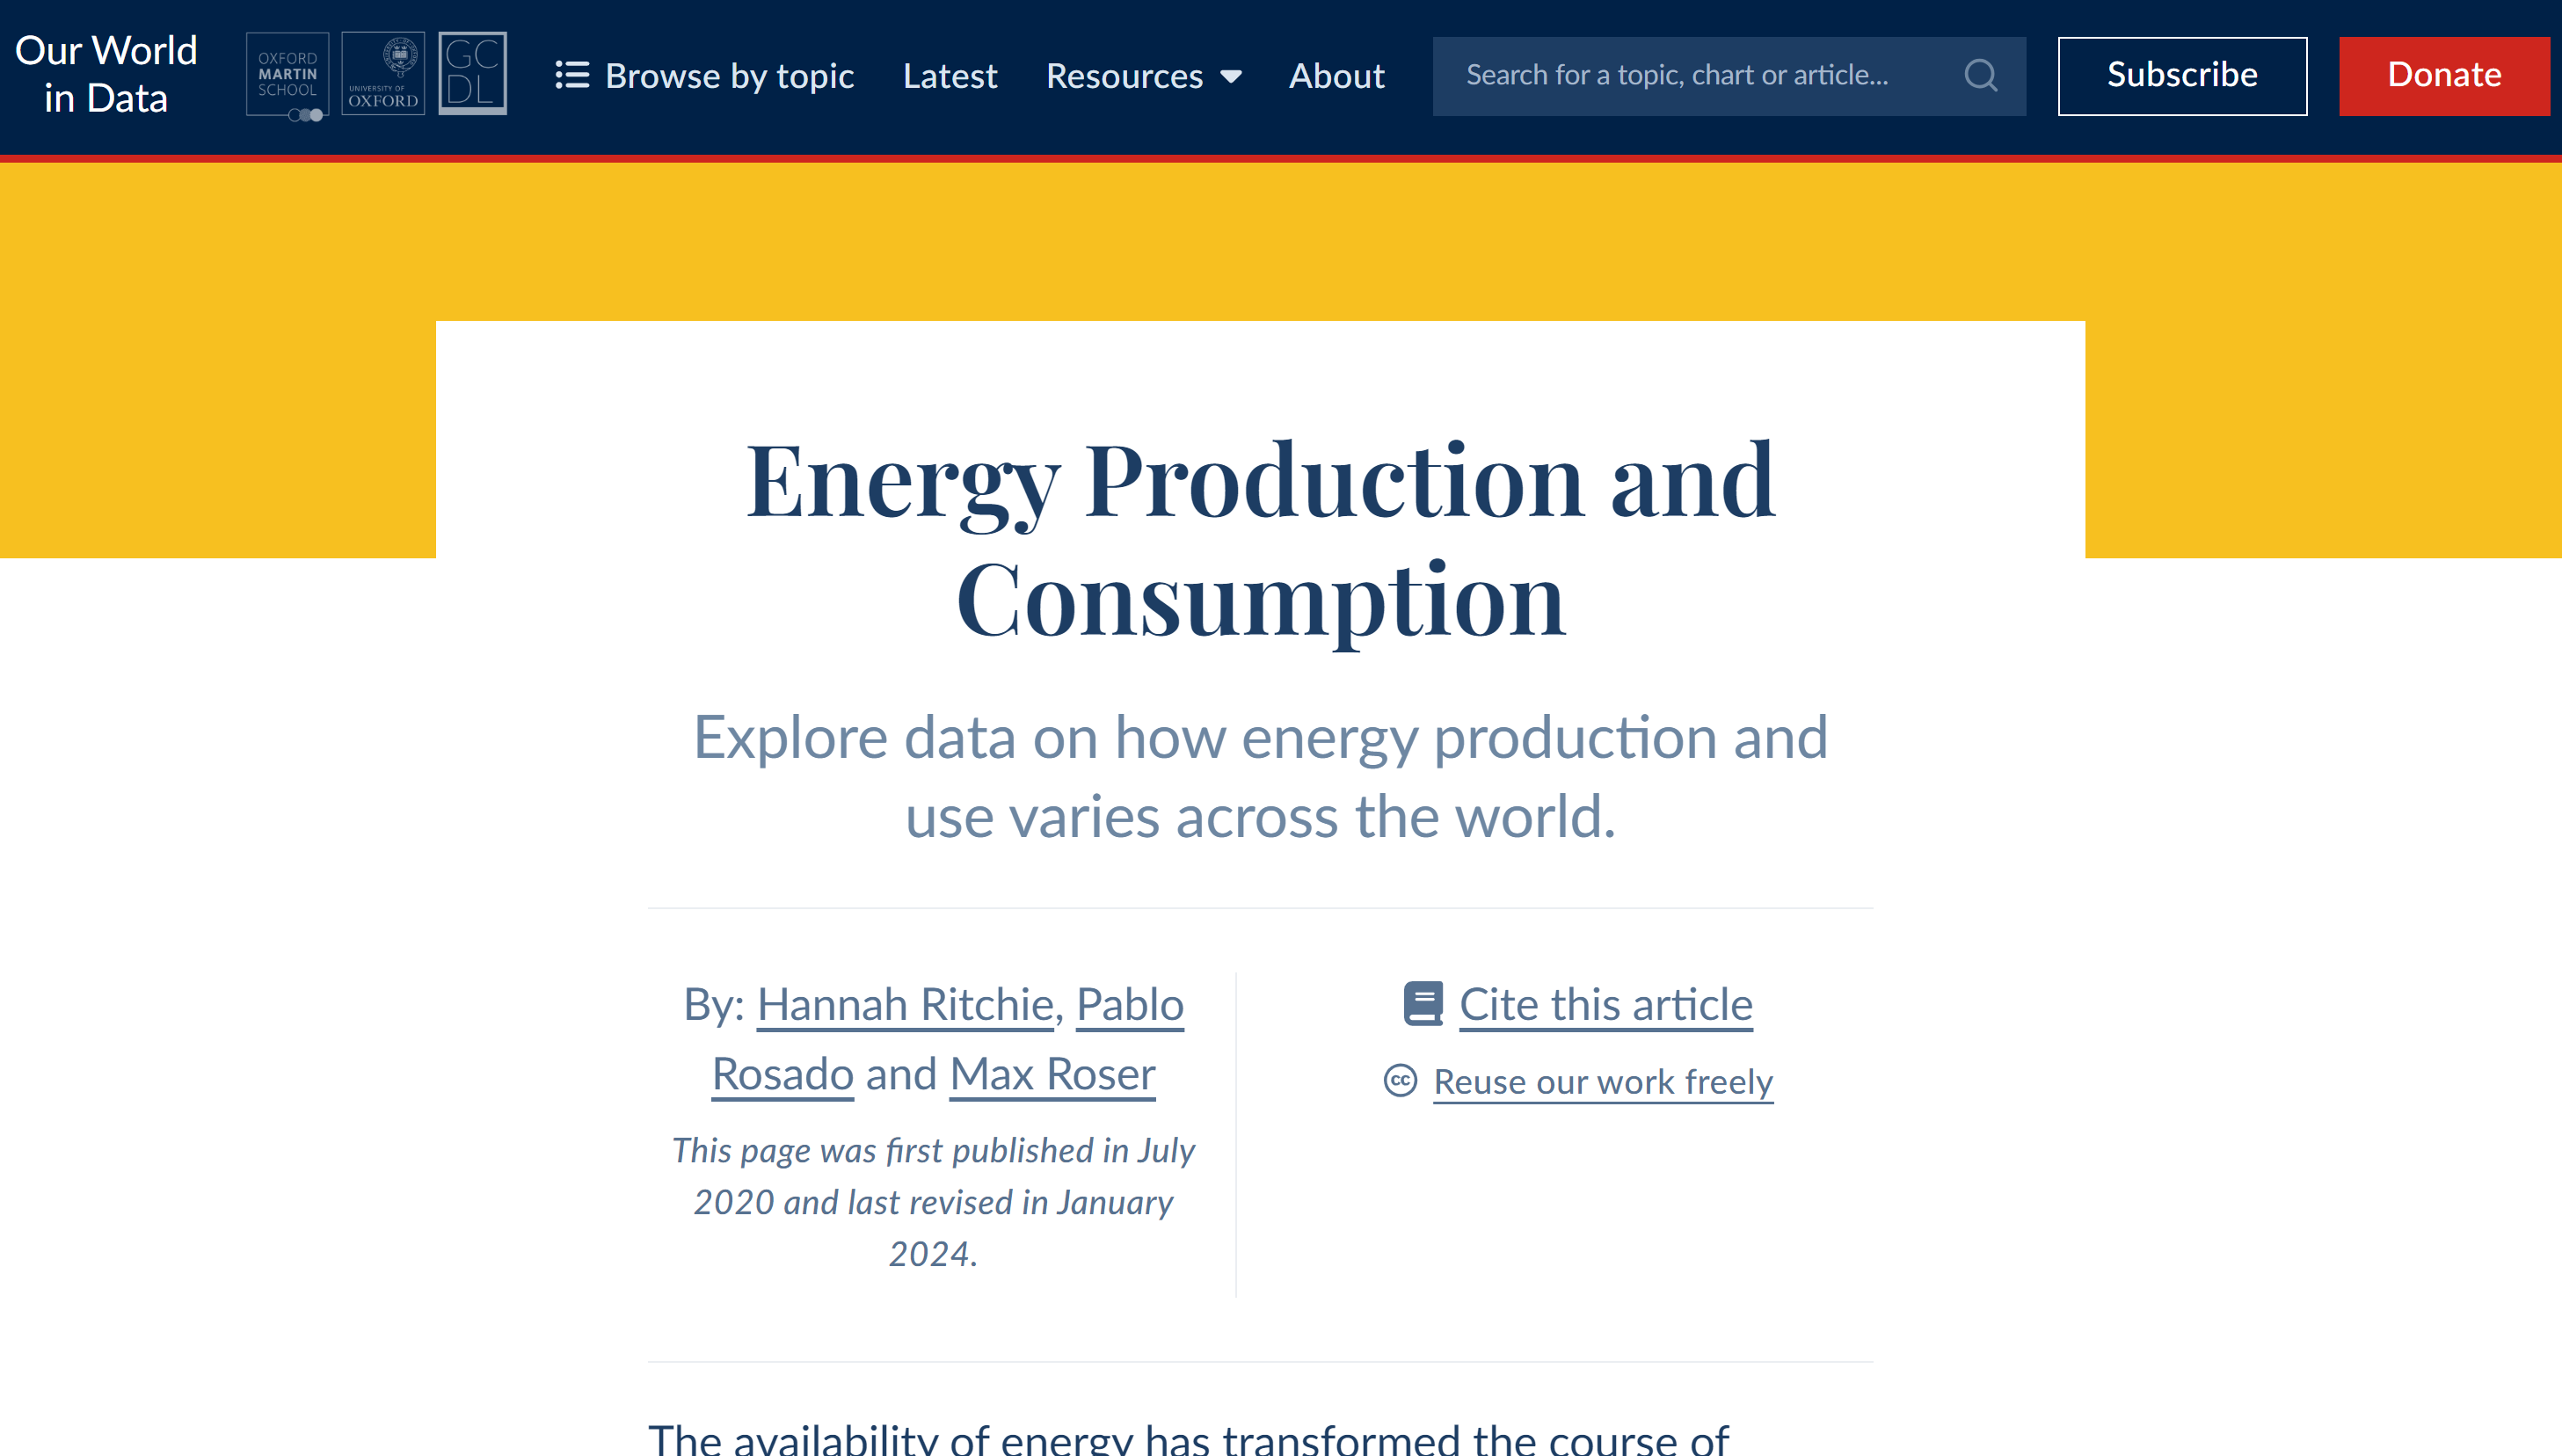 Our World
in Data
OXFORD
MARTIN
SCHOOL
UNIVERSITY OF
OXFORD
GC
DL
Browse by topic
Latest
Resources
About
Search for a topic, chart or article...
Subscribe
Donate
Energy Production and
Consumption
Explore data on how energy production and
use varies across the world.
By: Hannah Ritchie, Pablo
Rosado and Max Roser
This page was first published in July
2020 and last revised in January
2024.
Cite this article
cc Reuse our work freely
The availability of energy has transformed the course of